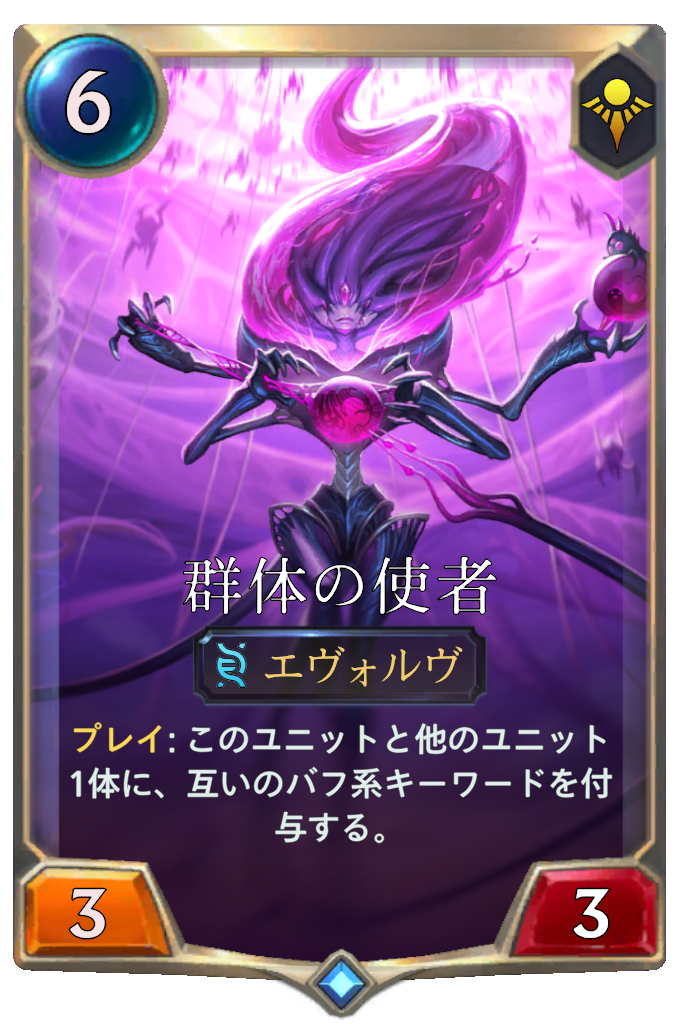 6
群体の使者
エヴォルヴ
プレイ: このユニットと他のユニット
1体に、互いのバフ系キーワードを付
与する。
3
3